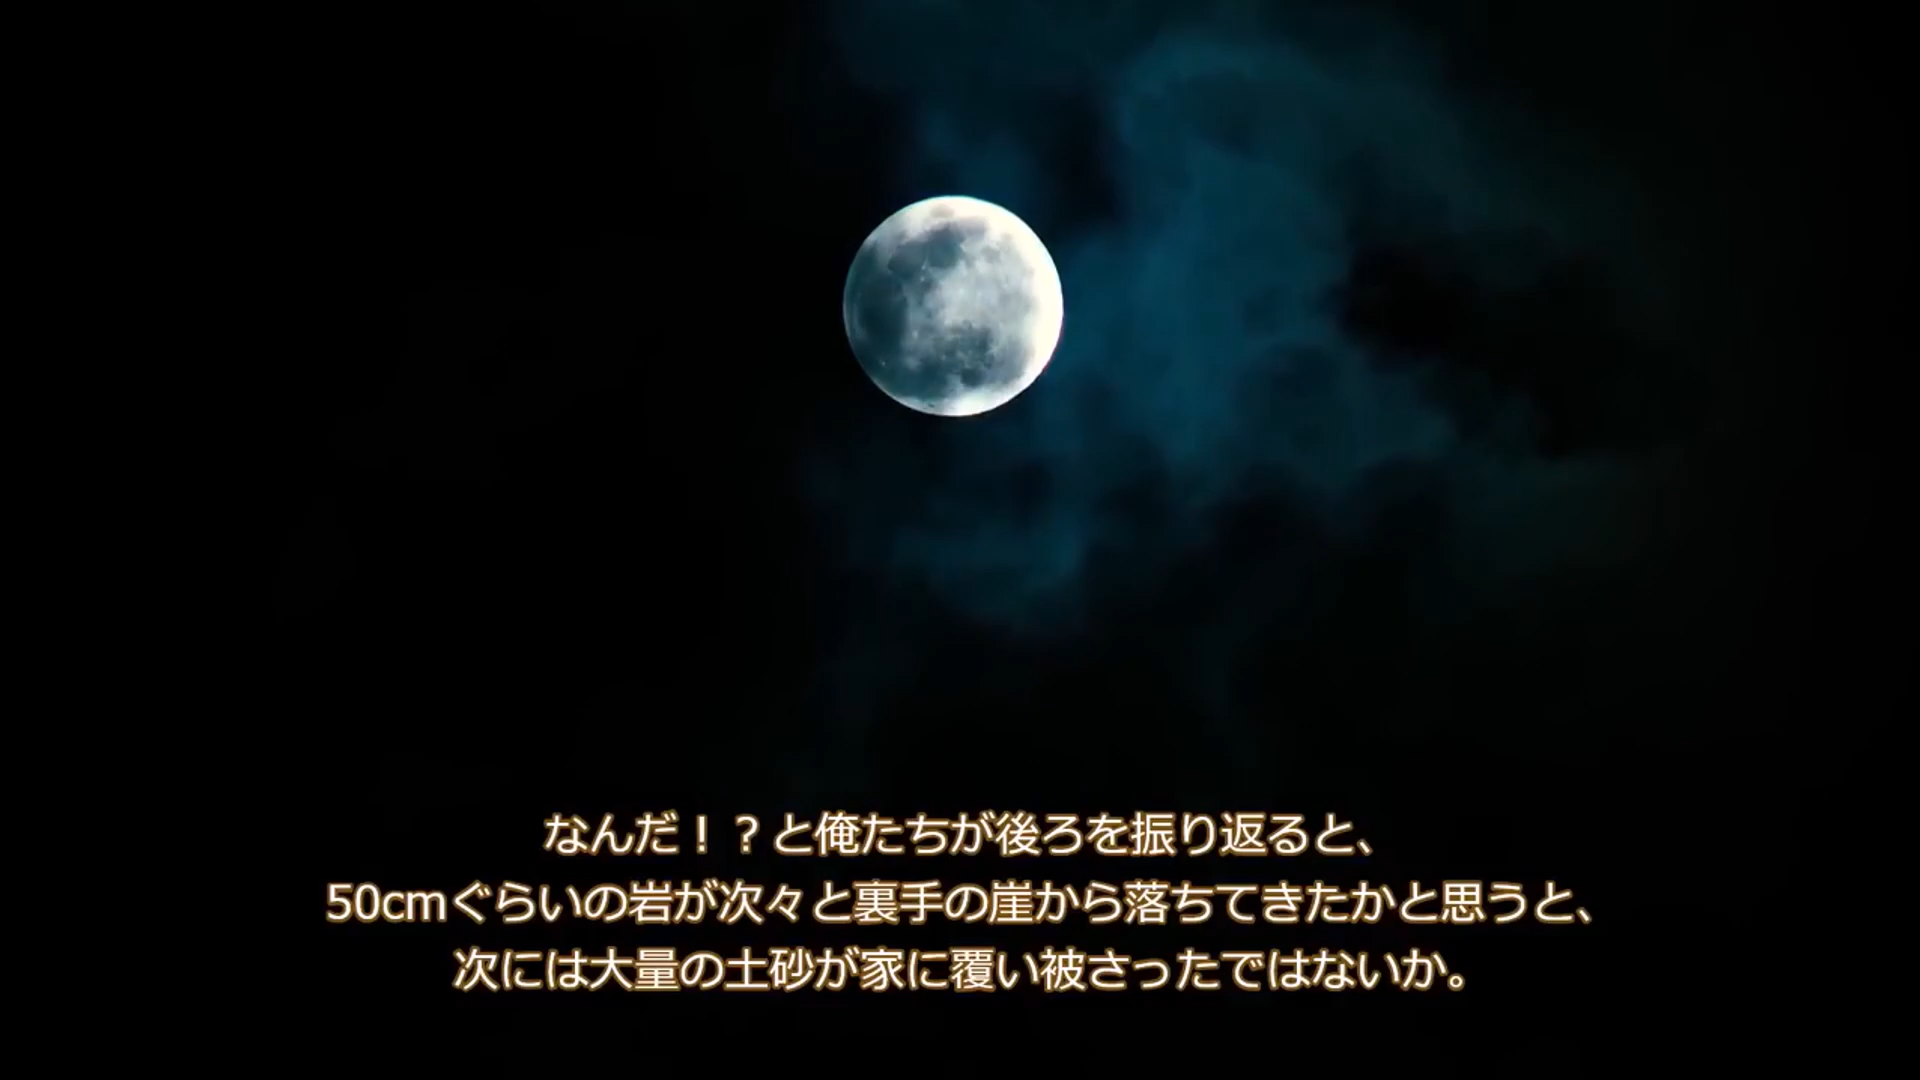 なんだ！？と俺たちが後ろを振り返ると、
50cmぐらいの岩が次々と裏手の崖から落ちてきたかと思うと、
次には大量の土砂が家に覆い被さったではないか。